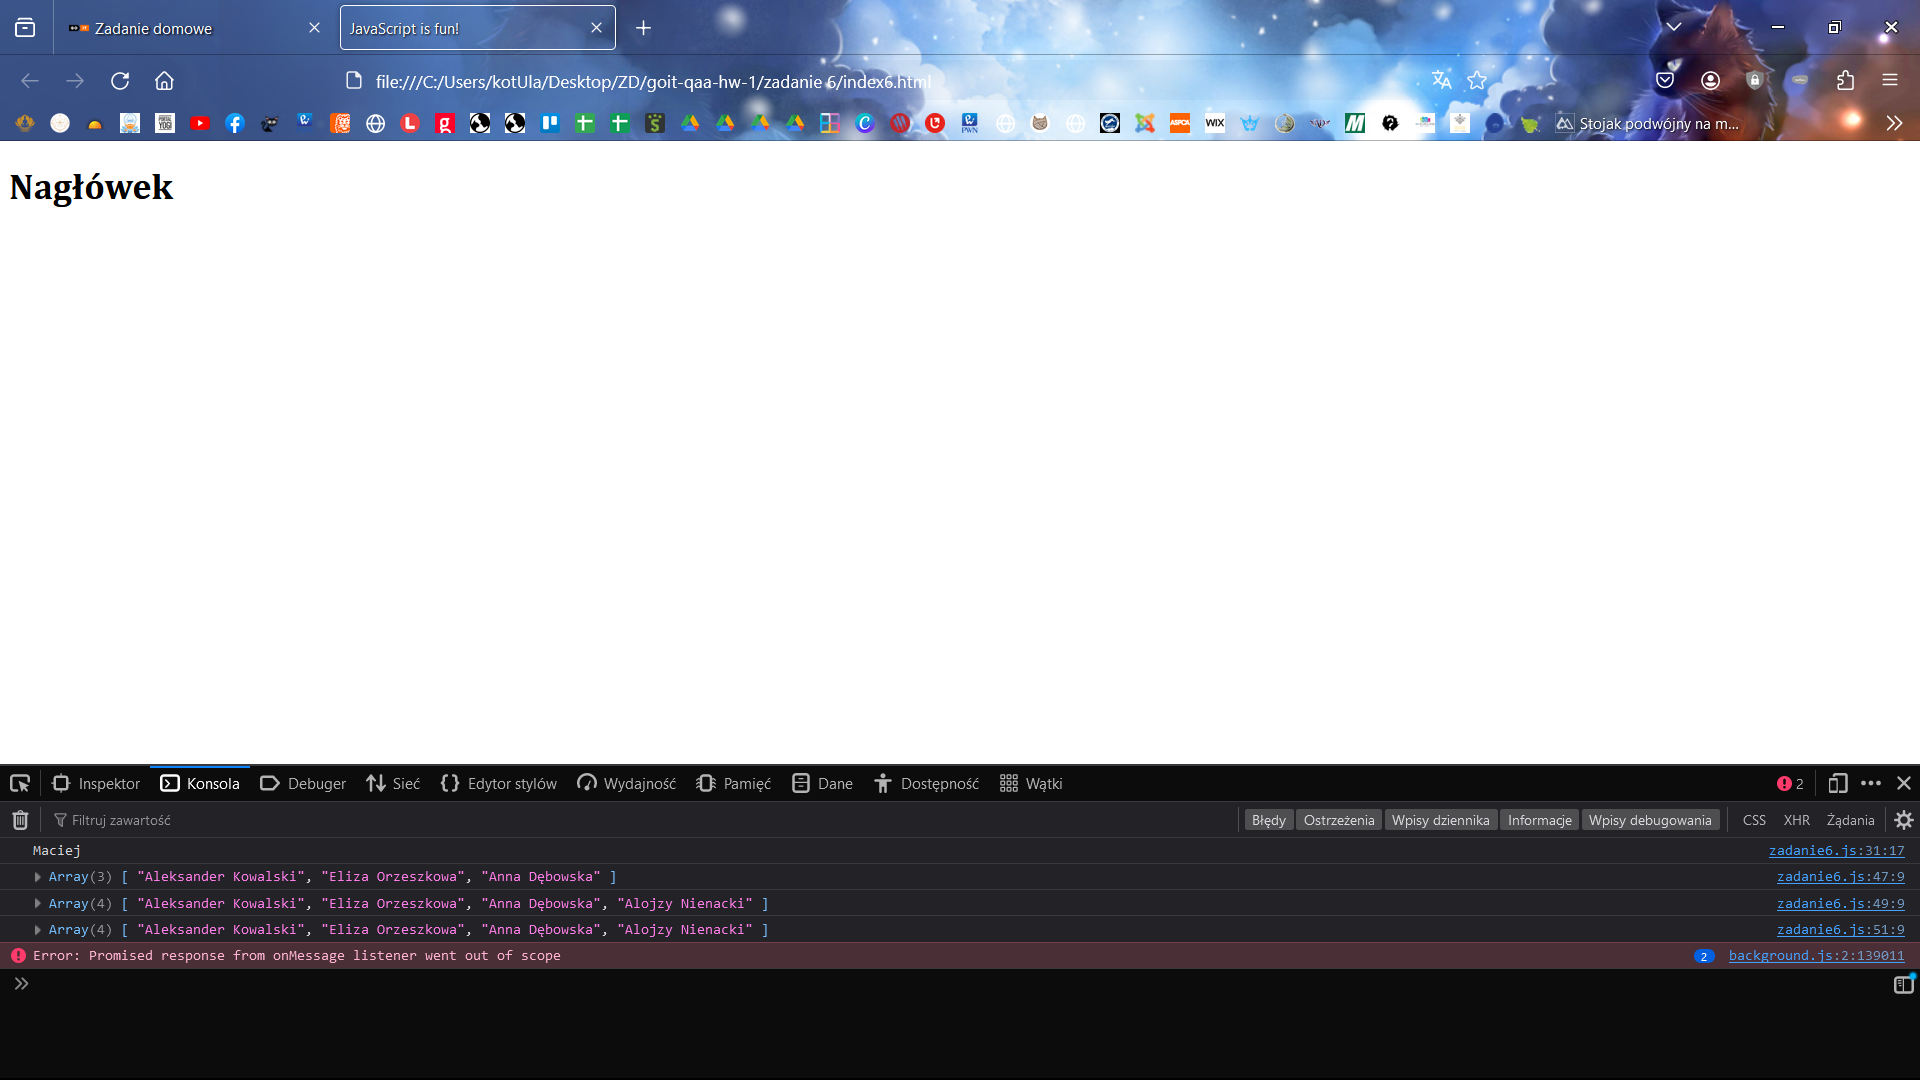 Zadanie domowe
JavaScript is fun!
file:///C:/Users/kotUla/Desktop/ZD/goit-qaa-hw-1/zadanie 6/index6.html
Stojak podwójny na m...
Nagłówek
Inspektor Konsola Debuger Sieć Edytor stylów Wydajność Pamięć Dane Dostępność Wątki 2
Filtruj zawartość Błędy Ostrzeżenia Wpisy dziennika Informacje Wpisy debugowania CSS XHR Żądania
Maciej zadanie6.js:31:17
Array(3) [ "Aleksander Kowalski", "Eliza Orzeszkowa", "Anna Dębowska" ] zadanie6.js:47:9
Array(4) [ "Aleksander Kowalski", "Eliza Orzeszkowa", "Anna Dębowska", "Alojzy Nienacki" ] zadanie6.js:49:9
Array(4) [ "Aleksander Kowalski", "Eliza Orzeszkowa", "Anna Dębowska", "Alojzy Nienacki" ] zadanie6.js:51:9
Error: Promised response from onMessage listener went out of scope 2 background.js:2:139011